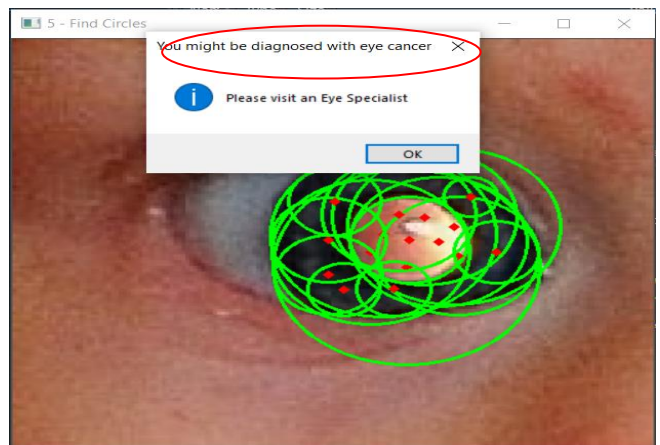 5 - Find Circles
You might be diagnosed with eye cancer
Please visit an Eye Specialist
OK